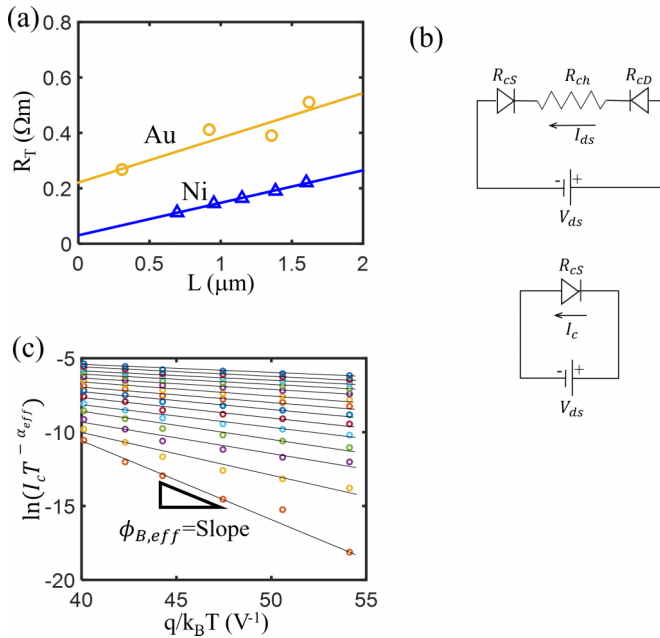 (a)
0.8
0.6
0.4
0.2
0
R_T (Ωm)
Au
Ni
0 0.5 1 1.5 2
L (μm)
(b)
R_cS R_ch R_cD
I_ds
- +
V_ds
R_cS
I_c
- +
V_ds
(c)
-5
-10
-15
-20
ln(I_cT^{-α_eff})
ϕ_B,eff=Slope
40 45 50 55
q/k_BT (V⁻¹)